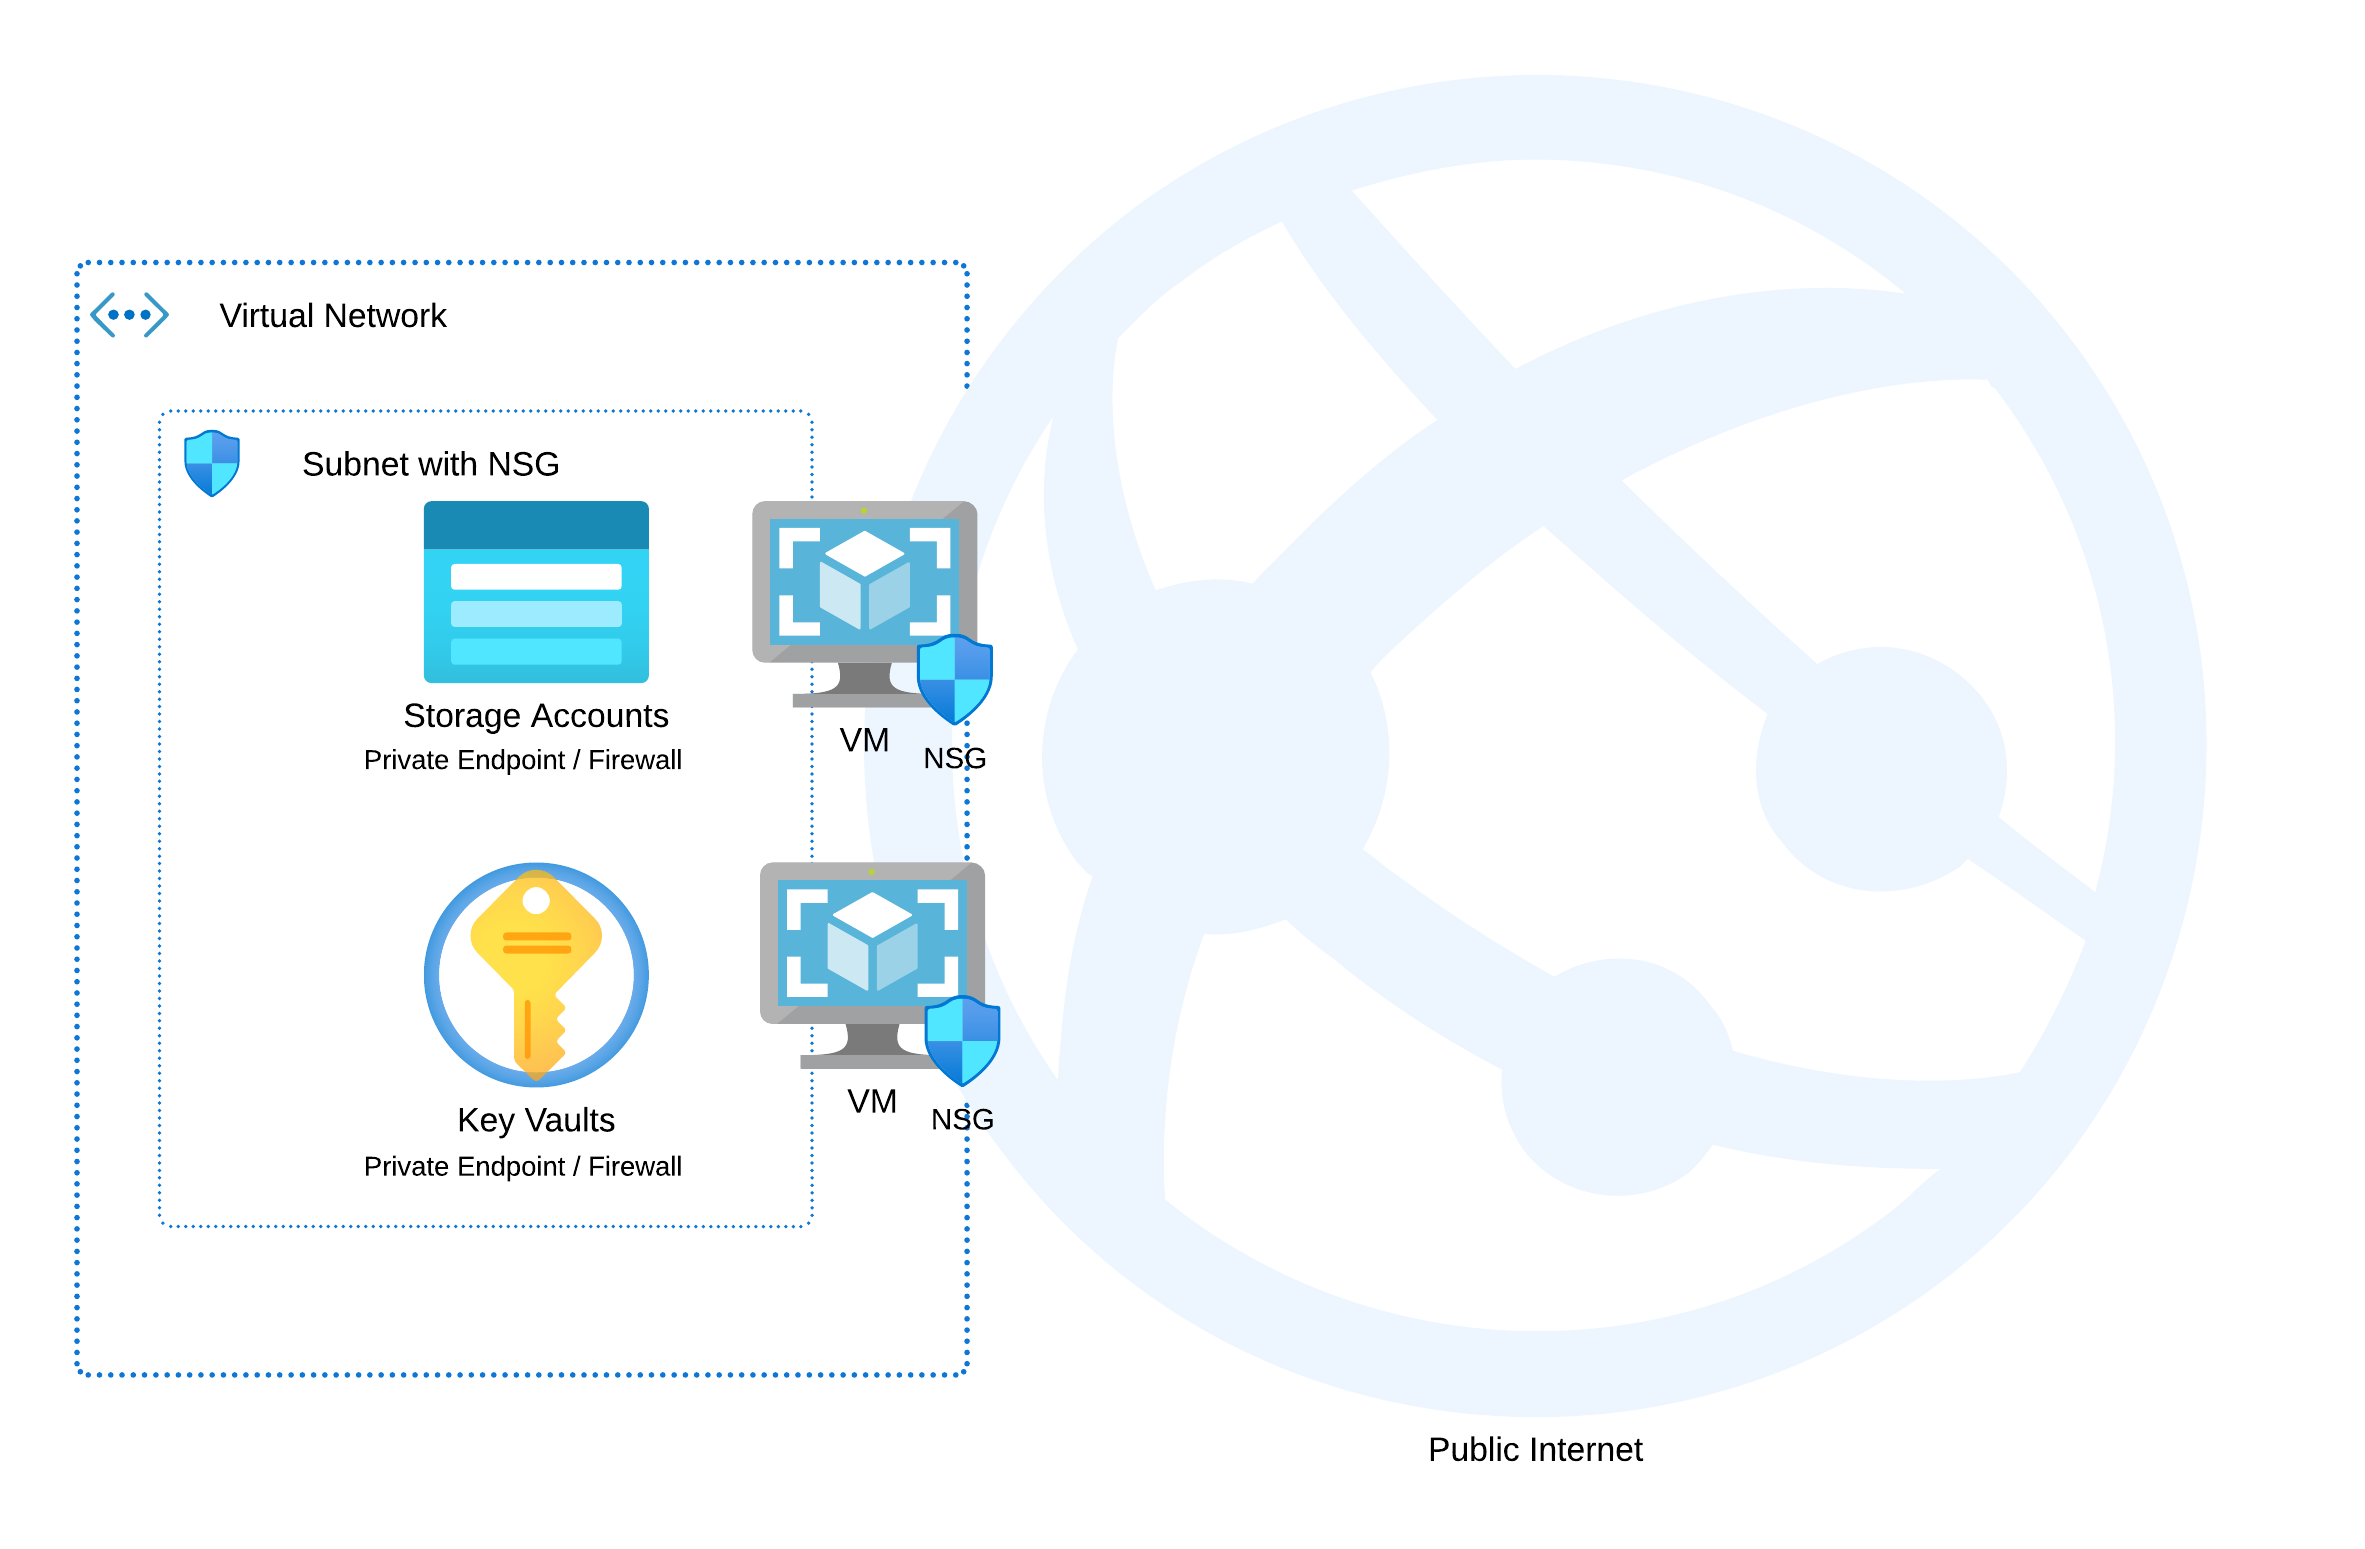 Virtual Network
Subnet with NSG
Storage Accounts
Private Endpoint / Firewall
VM
NSG
Key Vaults
Private Endpoint / Firewall
VM
NSG
Public Internet